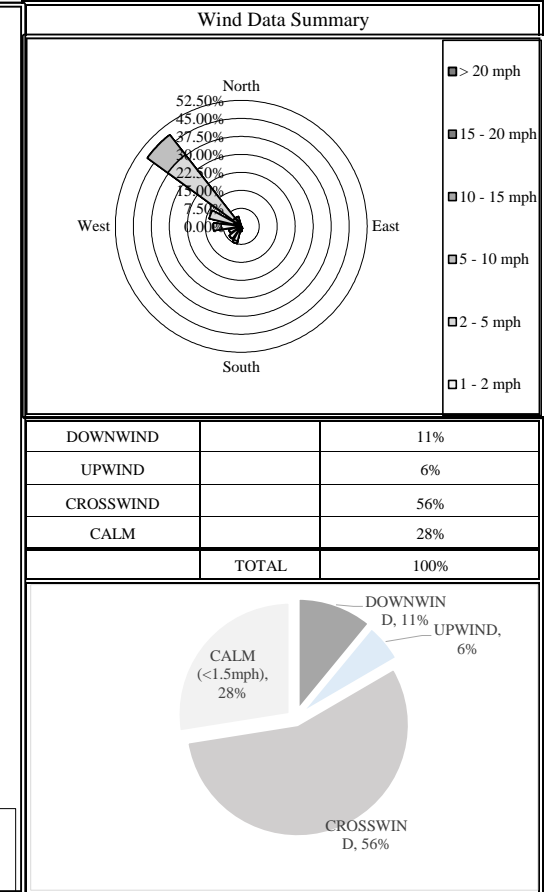 Wind Data Summary
North
52.50%
45.00%
37.50%
30.00%
22.50%
15.00%
7.50%
0.00%
West
East
South
> 20 mph
15 - 20 mph
10 - 15 mph
5 - 10 mph
2 - 5 mph
1 - 2 mph
DOWNWIND 11%
UPWIND 6%
CROSSWIND 56%
CALM 28%
TOTAL 100%
DOWNWIN
D, 11%
UPWIND,
6%
CALM
(<1.5mph),
28%
CROSSWIN
D, 56%